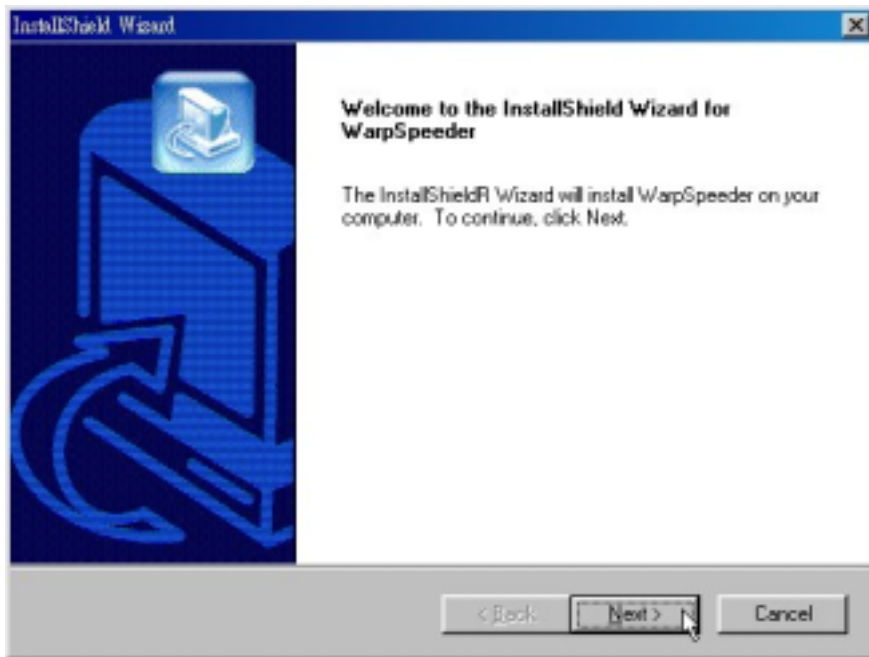 InstallShield Wizard
Welcome to the InstallShield Wizard for
WarpSpeeder
The InstallShieldR Wizard will install WarpSpeeder on your
computer. To continue, click Next.
< Back
Next >
Cancel